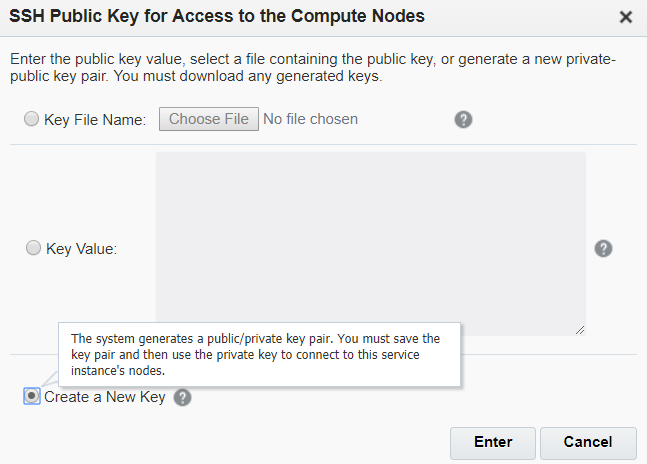 SSH Public Key for Access to the Compute Nodes
Enter the public key value, select a file containing the public key, or generate a new private-
public key pair. You must download any generated keys.
Key File Name: Choose File No file chosen ?
Key Value: ?
The system generates a public/private key pair. You must save the
key pair and then use the private key to connect to this service
instance's nodes.
Create a New Key ?
Enter Cancel